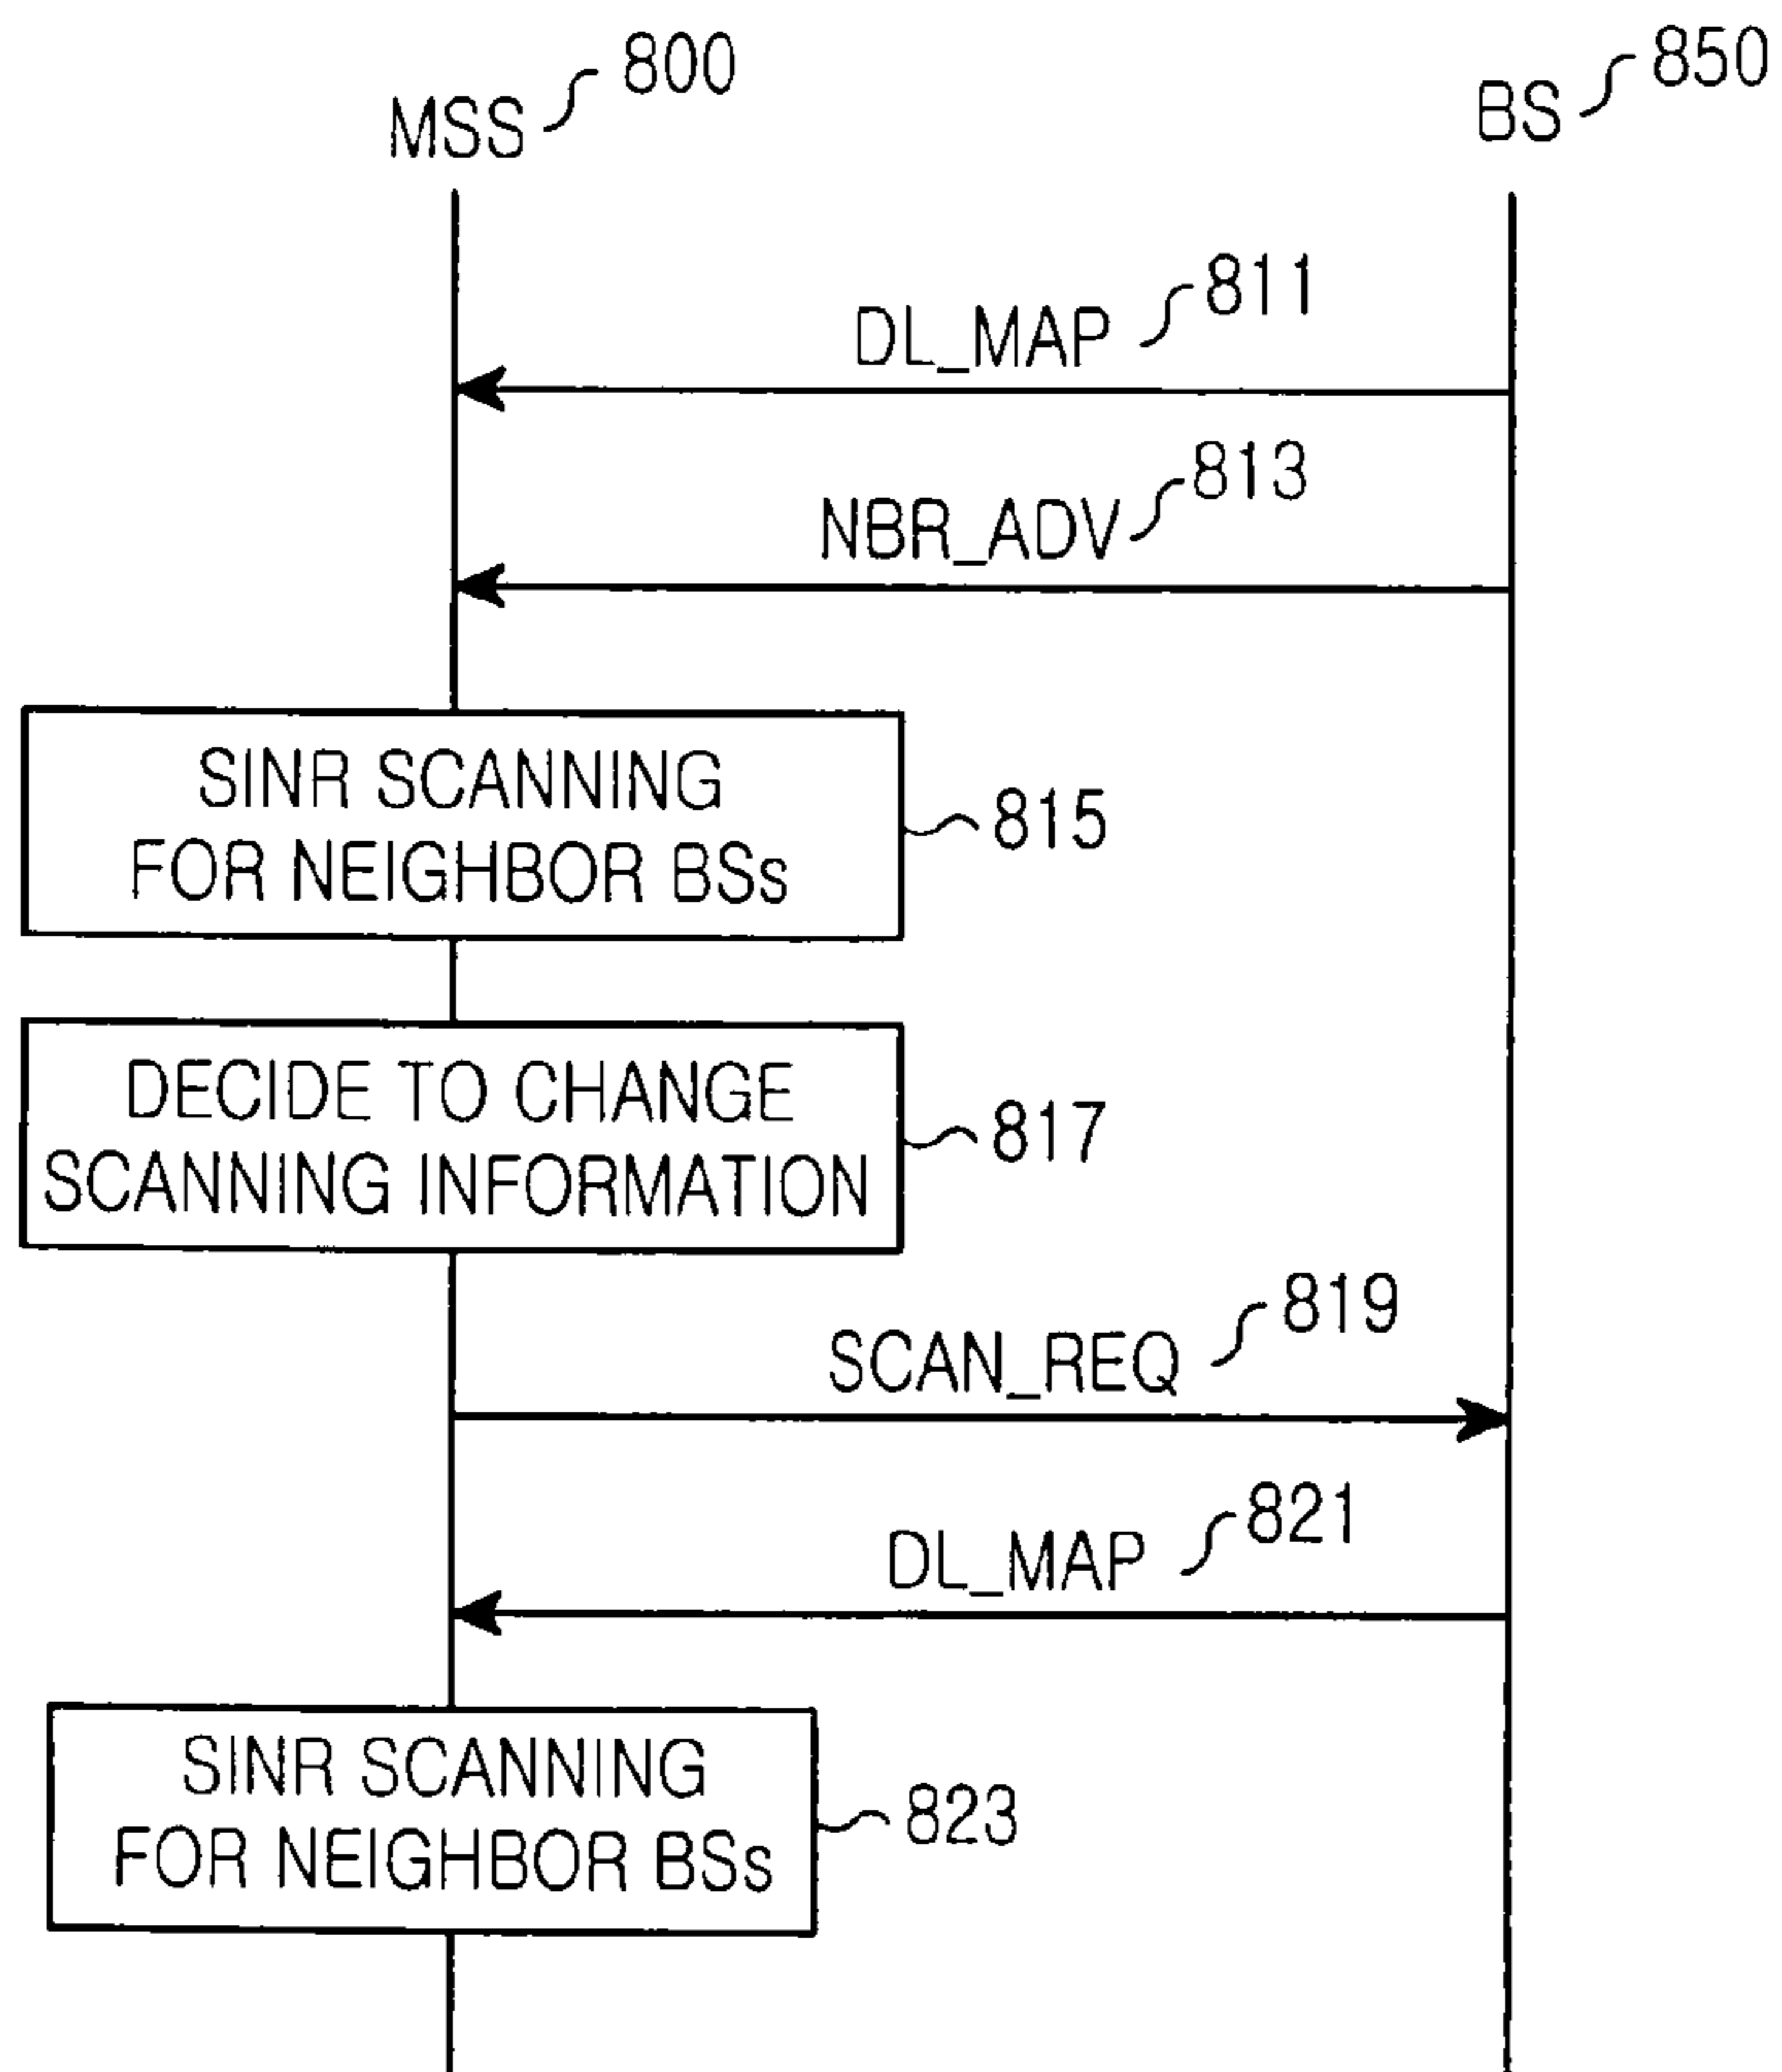 MSS 800
BS 850
DL_MAP 811
NBR_ADV 813
SINR SCANNING
FOR NEIGHBOR BSs
815
DECIDE TO CHANGE
SCANNING INFORMATION
817
SCAN_REQ 819
DL_MAP 821
SINR SCANNING
FOR NEIGHBOR BSs
823